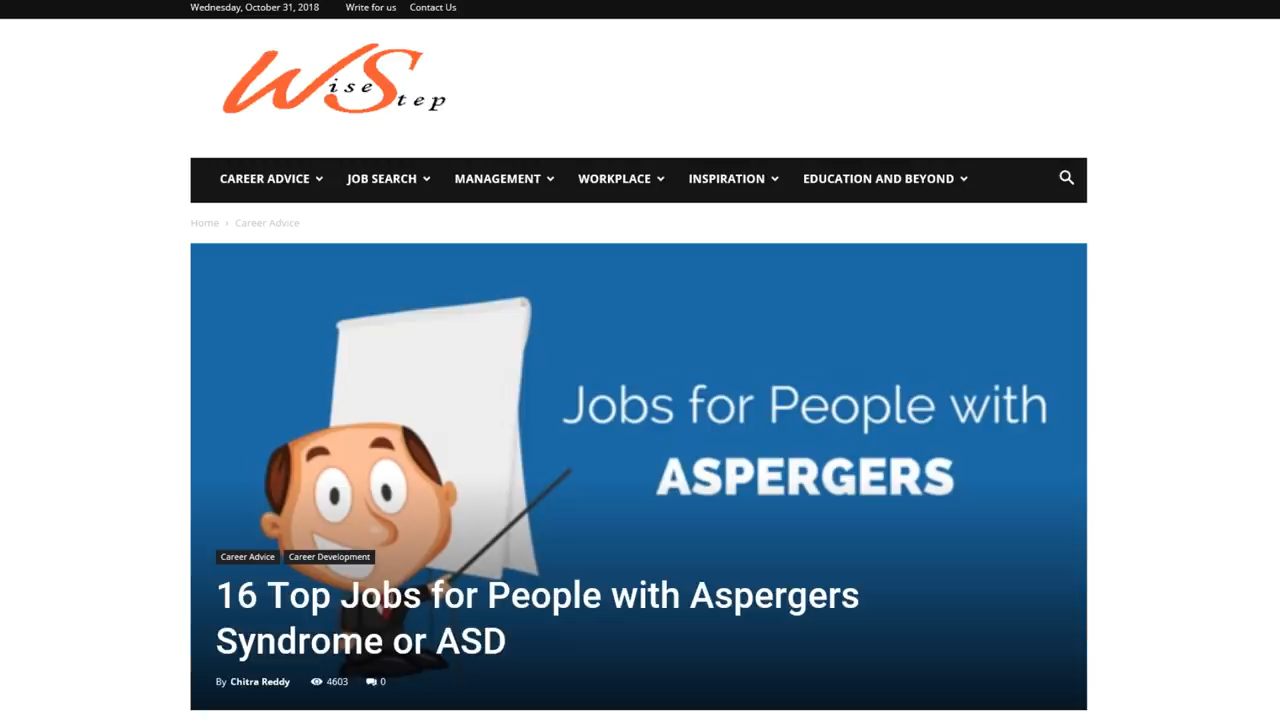 Wednesday, October 31, 2018 Write for us Contact Us
WiseStep
CAREER ADVICE JOB SEARCH MANAGEMENT WORKPLACE INSPIRATION EDUCATION AND BEYOND
Home › Career Advice
Jobs for People with
ASPERGERS
Career Advice Career Development
16 Top Jobs for People with Aspergers
Syndrome or ASD
By Chitra Reddy 4603 0